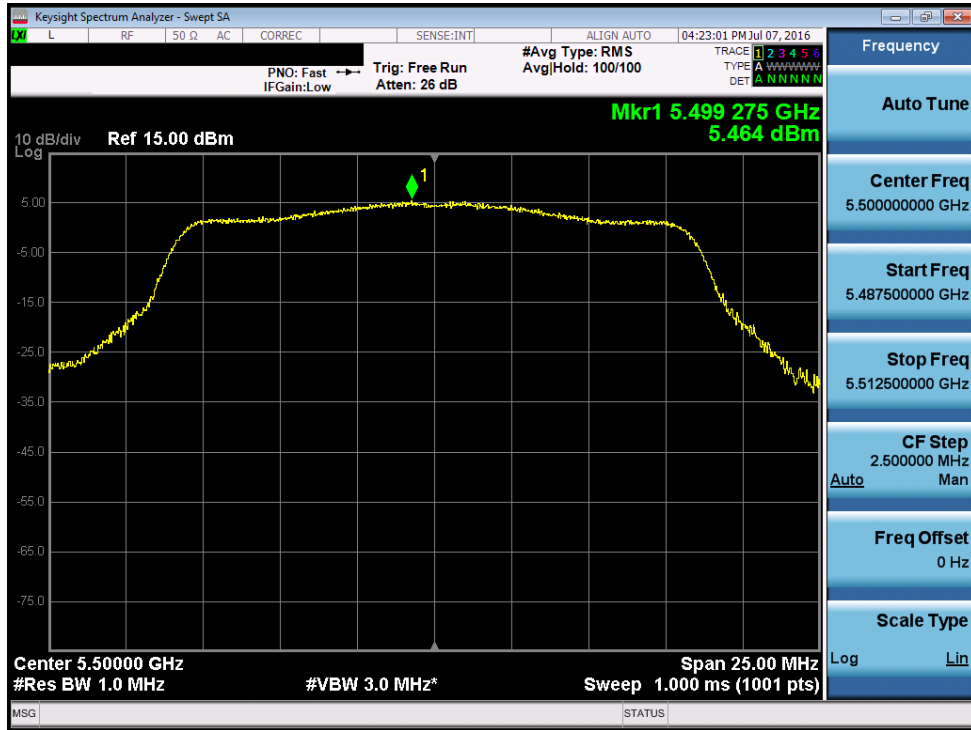 Keysight Spectrum Analyzer - Swept SA
LXI L RF 50 Ω AC CORREC SENSE:INT ALIGN AUTO 04:23:01 PM Jul 07, 2016
Frequency
PNO: Fast
IFGain:Low
Trig: Free Run
Atten: 26 dB
#Avg Type: RMS
Avg|Hold: 100/100
TRACE 1 2 3 4 5 6
TYPE A WWWWW
DET A N N N N N
Mkr1 5.499 275 GHz
5.464 dBm
10 dB/div Ref 15.00 dBm
Log
1
5.00
-5.00
-15.0
-25.0
-35.0
-45.0
-55.0
-65.0
-75.0
Center 5.50000 GHz Span 25.00 MHz
#Res BW 1.0 MHz #VBW 3.0 MHz* Sweep 1.000 ms (1001 pts)
MSG STATUS
Auto Tune
Center Freq
5.500000000 GHz
Start Freq
5.487500000 GHz
Stop Freq
5.512500000 GHz
CF Step
2.500000 MHz
Auto Man
Freq Offset
0 Hz
Scale Type
Log Lin